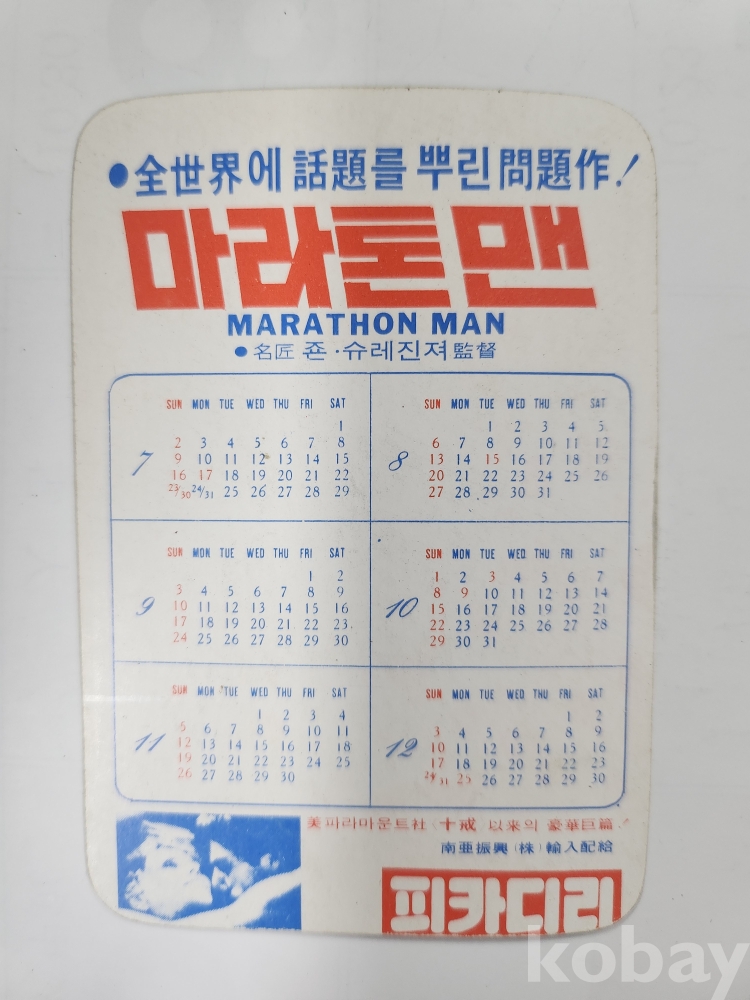 ●全世界에 話題를 뿌린 問題作!
마라톤맨
MARATHON MAN
●名匠 죤·슈레진져 監督
7
SUN MON TUE WED THU FRI SAT
1
2 3 4 5 6 7 8
9 10 11 12 13 14 15
16 17 18 19 20 21 22
23/30 24/31 25 26 27 28 29
8
SUN MON TUE WED THU FRI SAT
1 2 3 4 5
6 7 8 9 10 11 12
13 14 15 16 17 18 19
20 21 22 23 24 25 26
27 28 29 30 31
9
SUN MON TUE WED THU FRI SAT
1 2
3 4 5 6 7 8 9
10 11 12 13 14 15 16
17 18 19 20 21 22 23
24 25 26 27 28 29 30
10
SUN MON TUE WED THU FRI SAT
1 2 3 4 5 6 7
8 9 10 11 12 13 14
15 16 17 18 19 20 21
22 23 24 25 26 27 28
29 30 31
11
SUN MON TUE WED THU FRI SAT
1 2 3 4
5 6 7 8 9 10 11
12 13 14 15 16 17 18
19 20 21 22 23 24 25
26 27 28 29 30
12
SUN MON TUE WED THU FRI SAT
1 2
3 4 5 6 7 8 9
10 11 12 13 14 15 16
17 18 19 20 21 22 23
24/31 25 26 27 28 29 30
美 피라마운트社 〈十戒〉 以来의 豪華巨篇!
南亜振興(株)輸入配給
피카디리
kobay